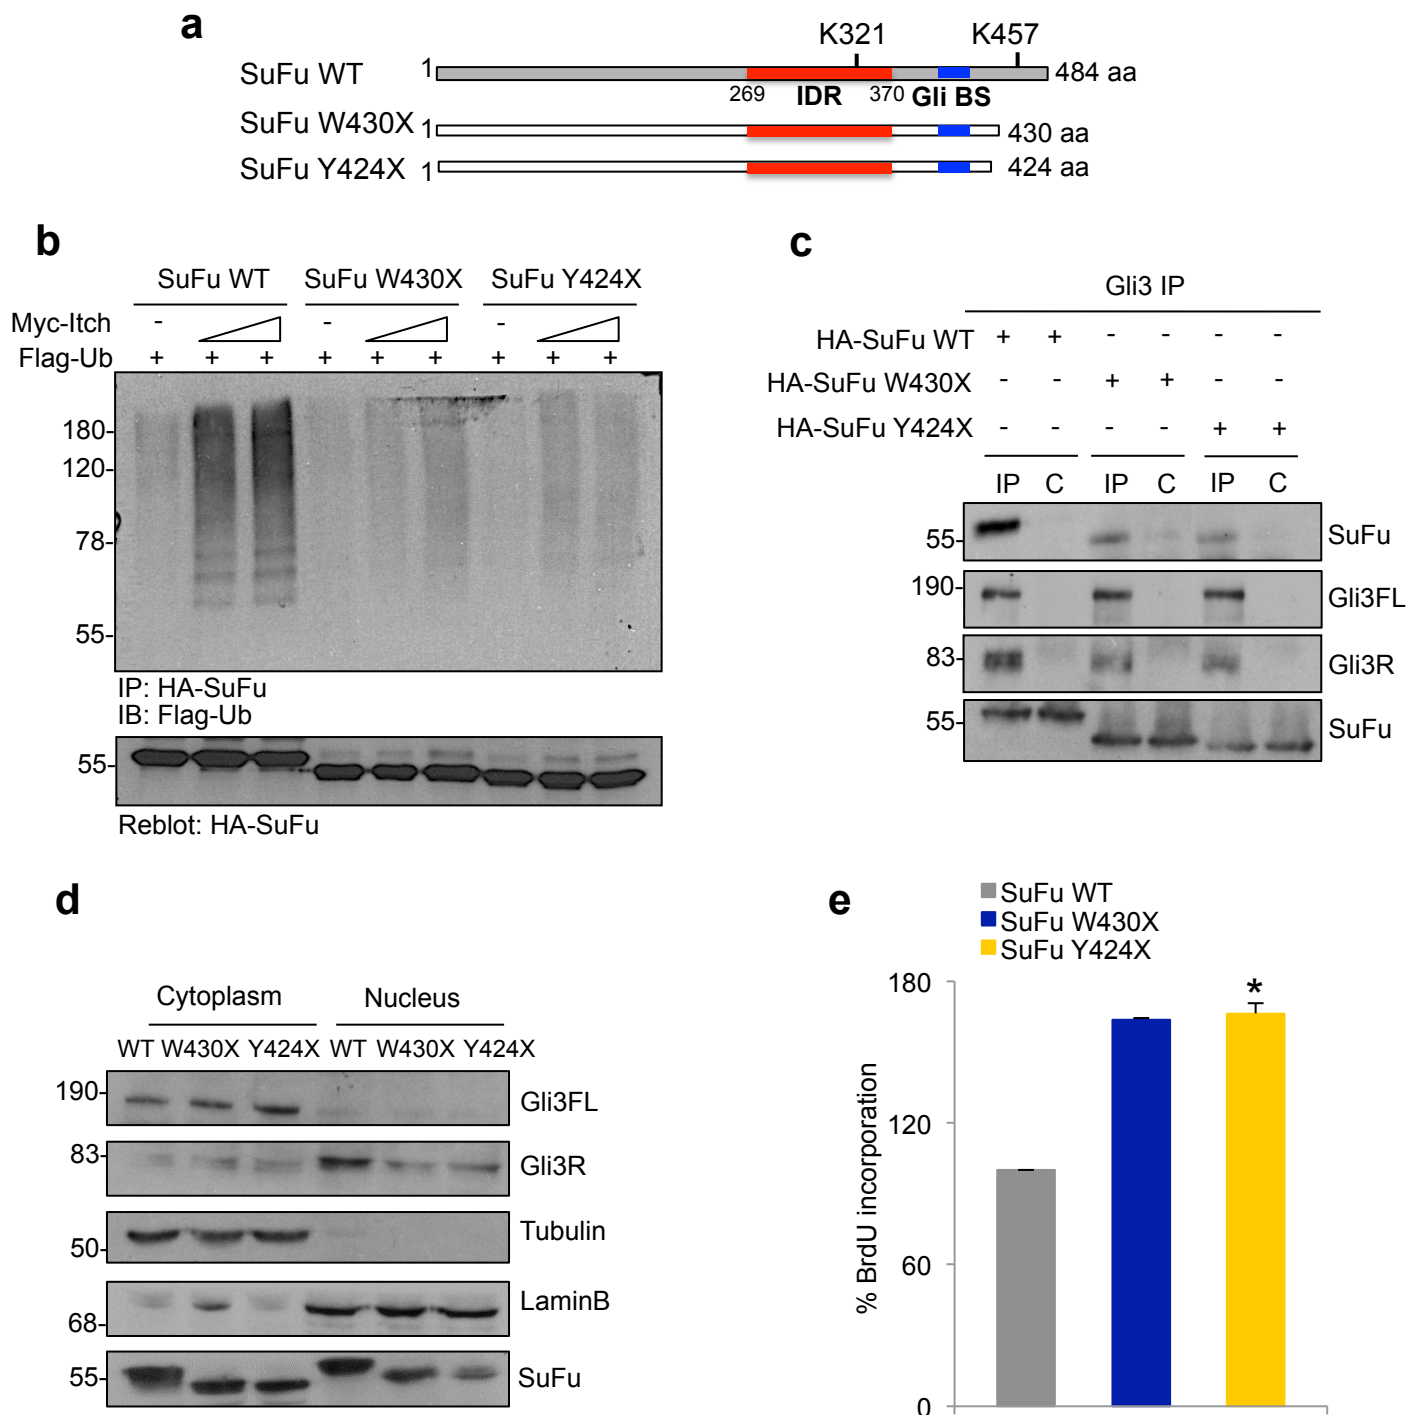 a
K321 K457
SuFu WT 1 484 aa
269 IDR 370 Gli BS
SuFu W430X 1 430 aa
SuFu Y424X 1 424 aa
b
SuFu WT SuFu W430X SuFu Y424X
Myc-Itch - - -
Flag-Ub + + + + + + + + +
180-
120-
78-
55-
IP: HA-SuFu
IB: Flag-Ub
55-
Reblot: HA-SuFu
c
Gli3 IP
HA-SuFu WT + + - - - -
HA-SuFu W430X - - + + - -
HA-SuFu Y424X - - - - + +
IP C IP C IP C
55- SuFu
190- Gli3FL
83- Gli3R
55- SuFu
d
Cytoplasm Nucleus
WT W430X Y424X WT W430X Y424X
190- Gli3FL
83- Gli3R
50- Tubulin
68- LaminB
55- SuFu
e
SuFu WT
SuFu W430X
SuFu Y424X
% BrdU incorporation
180
120
60
0
*